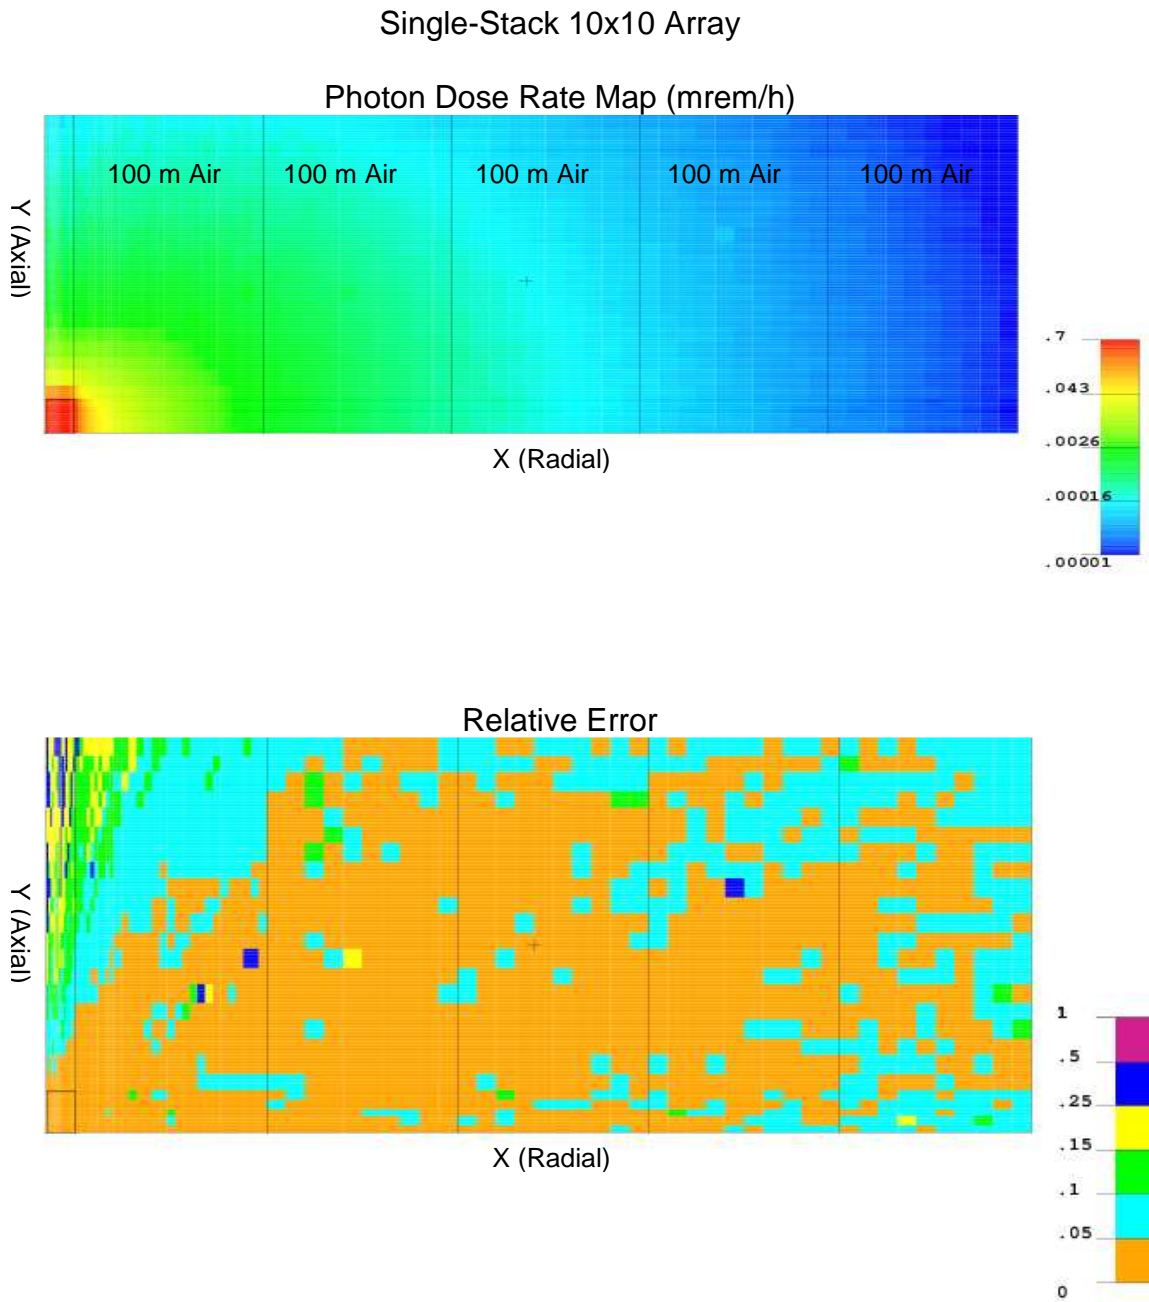 Single-Stack 10x10 Array
Photon Dose Rate Map (mrem/h)
100 m Air 100 m Air 100 m Air 100 m Air 100 m Air
Y (Axial)
X (Radial)
.7
.043
.0026
.00016
.00001
Relative Error
Y (Axial)
X (Radial)
1
.5
.25
.15
.1
.05
0